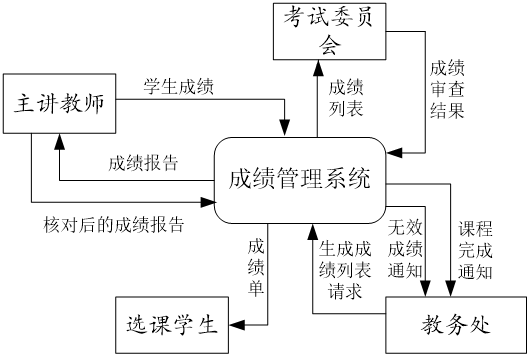 考试委员
会
成绩
审查
结果
学生成绩
成绩
列表
主讲教师
成绩报告
成绩管理系统
核对后的成绩报告
成
绩
单
生成成
绩列表
请求
无效
成绩
通知
课程
完成
通知
选课学生
教务处